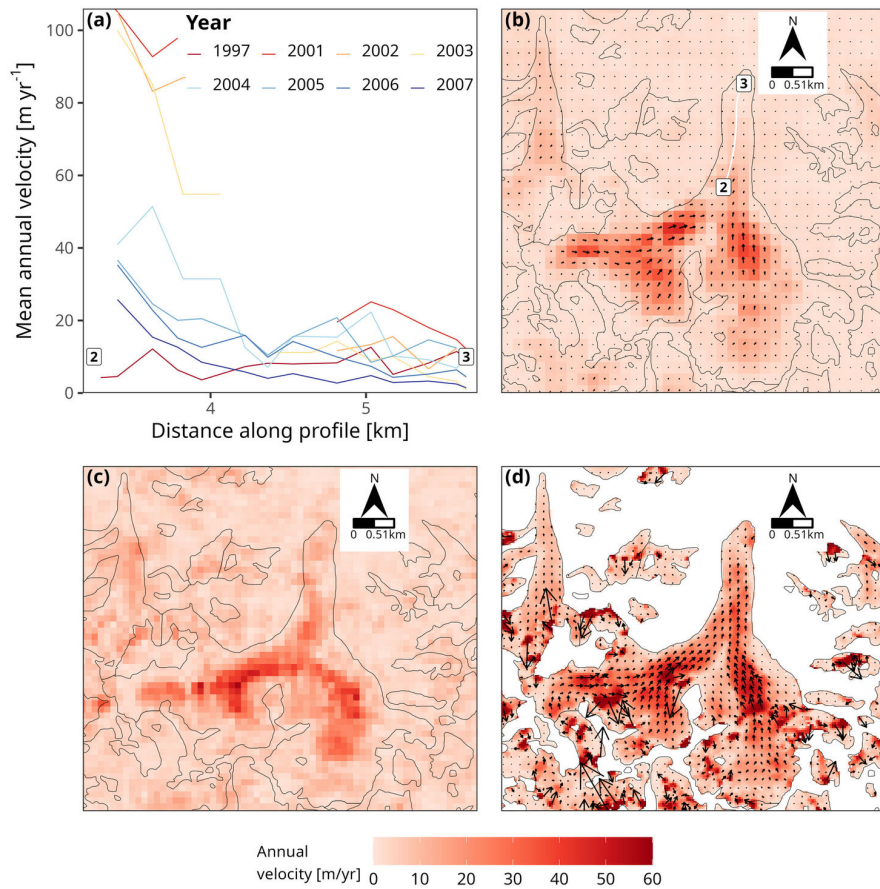 (a)
Year
1997
2001
2002
2003
2004
2005
2006
2007
Mean annual velocity [m yr⁻¹]
100
80
60
40
20
0
2
3
4
5
Distance along profile [km]
(b)
N
0 0.51km
3
2
(c)
N
0 0.51km
(d)
N
0 0.51km
Annual
velocity [m/yr]
0 10 20 30 40 50 60